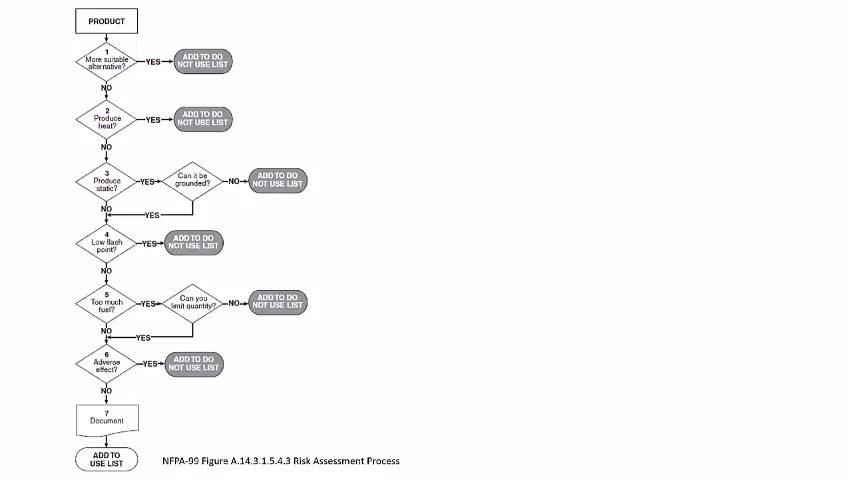 PRODUCT
1
More suitable
alternative?
YES
ADD TO DO
NOT USE LIST
NO
2
Produce
heat?
YES
ADD TO DO
NOT USE LIST
NO
3
Produce
static?
YES
Can it be
grounded?
NO
ADD TO DO
NOT USE LIST
NO
YES
4
Low flash
point?
YES
ADD TO DO
NOT USE LIST
NO
5
Too much
fuel?
YES
Can you
limit quantity?
NO
ADD TO DO
NOT USE LIST
NO
YES
6
Adverse
effect?
YES
ADD TO DO
NOT USE LIST
NO
7
Document
ADD TO
USE LIST
NFPA-99 Figure A.14.3.1.5.4.3 Risk Assessment Process